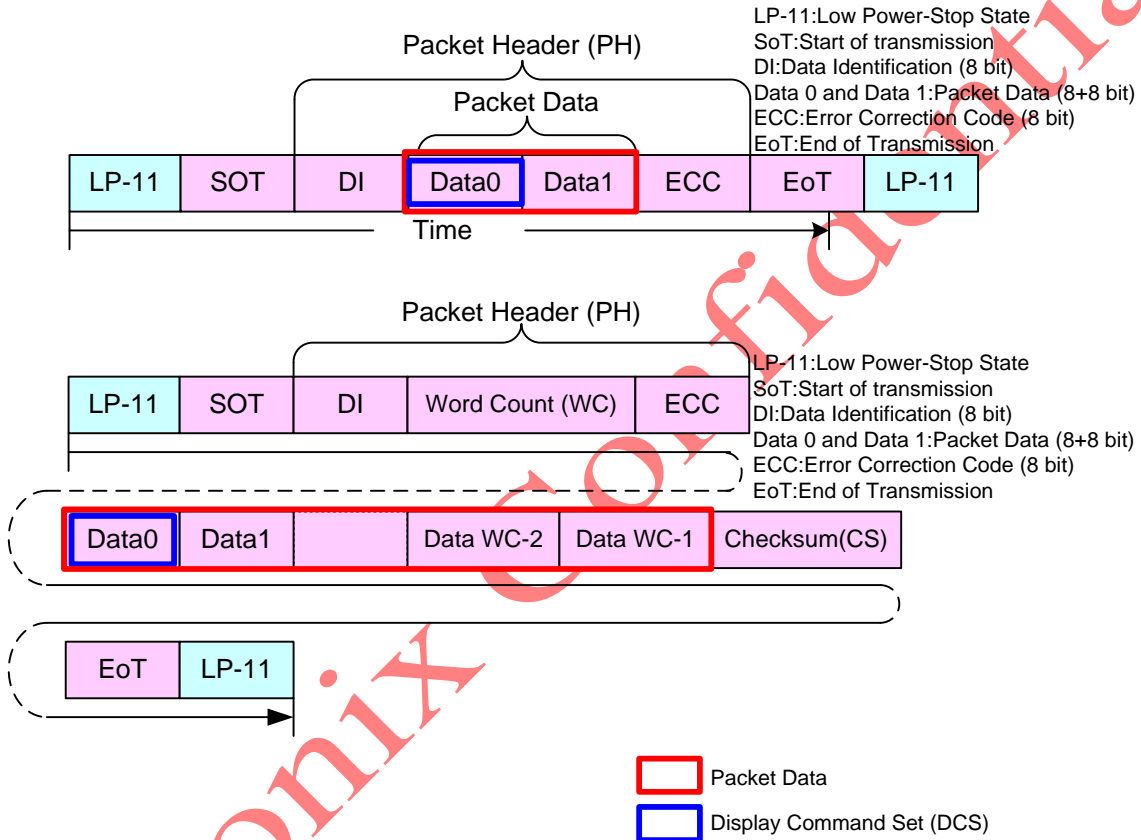 LP-11:Low Power-Stop State
SoT:Start of transmission
DI:Data Identification (8 bit)
Data 0 and Data 1:Packet Data (8+8 bit)
ECC:Error Correction Code (8 bit)
EoT:End of Transmission
Packet Header (PH)
Packet Data
LP-11 SOT DI Data0 Data1 ECC EoT LP-11
Time
Packet Header (PH)
LP-11 SOT DI Word Count (WC) ECC
LP-11:Low Power-Stop State
SoT:Start of transmission
DI:Data Identification (8 bit)
Data 0 and Data 1:Packet Data (8+8 bit)
ECC:Error Correction Code (8 bit)
EoT:End of Transmission
Data0 Data1 Data WC-2 Data WC-1 Checksum(CS)
EoT LP-11
Packet Data
Display Command Set (DCS)
onix Confidentia